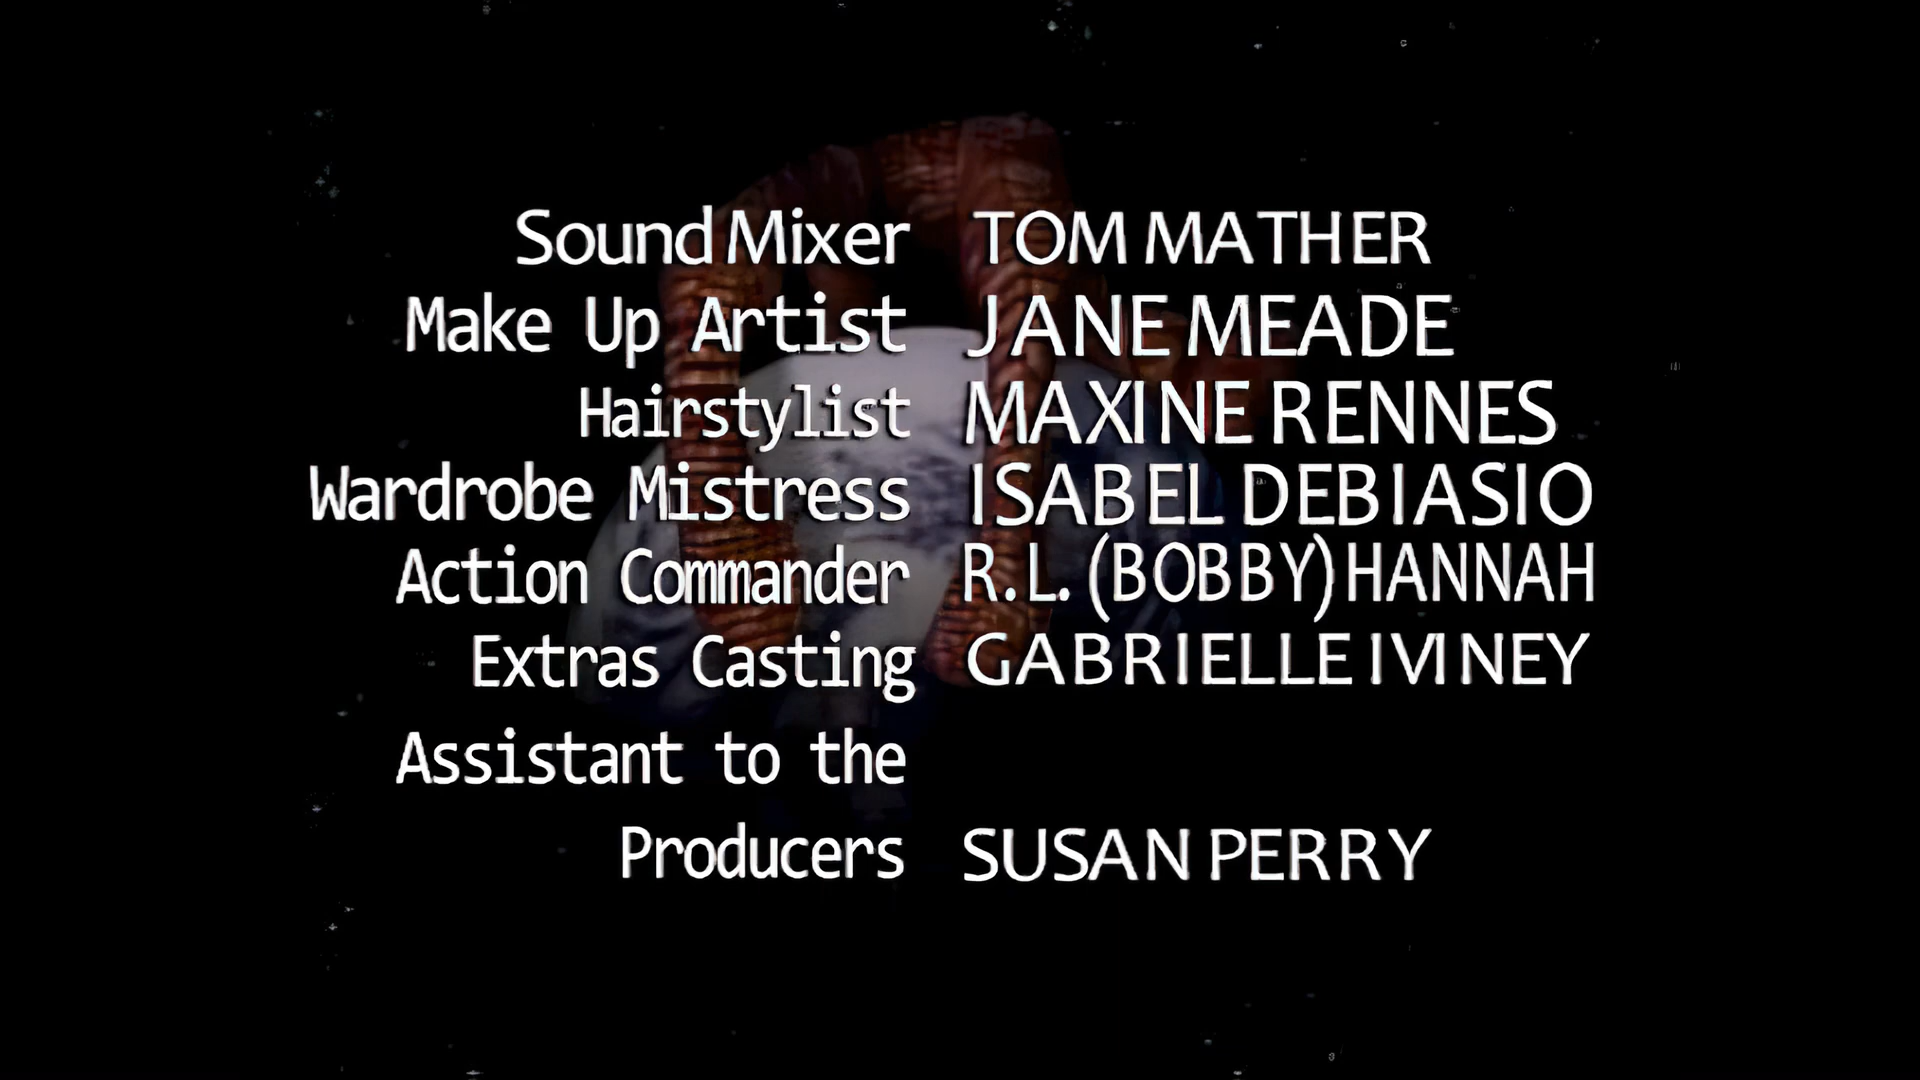 Sound Mixer TOM MATHER
Make Up Artist JANE MEADE
Hairstylist MAXINE RENNES
Wardrobe Mistress ISABEL DEBIASIO
Action Commander R.L. (BOBBY) HANNAH
Extras Casting GABRIELLE IVINEY
Assistant to the
Producers SUSAN PERRY